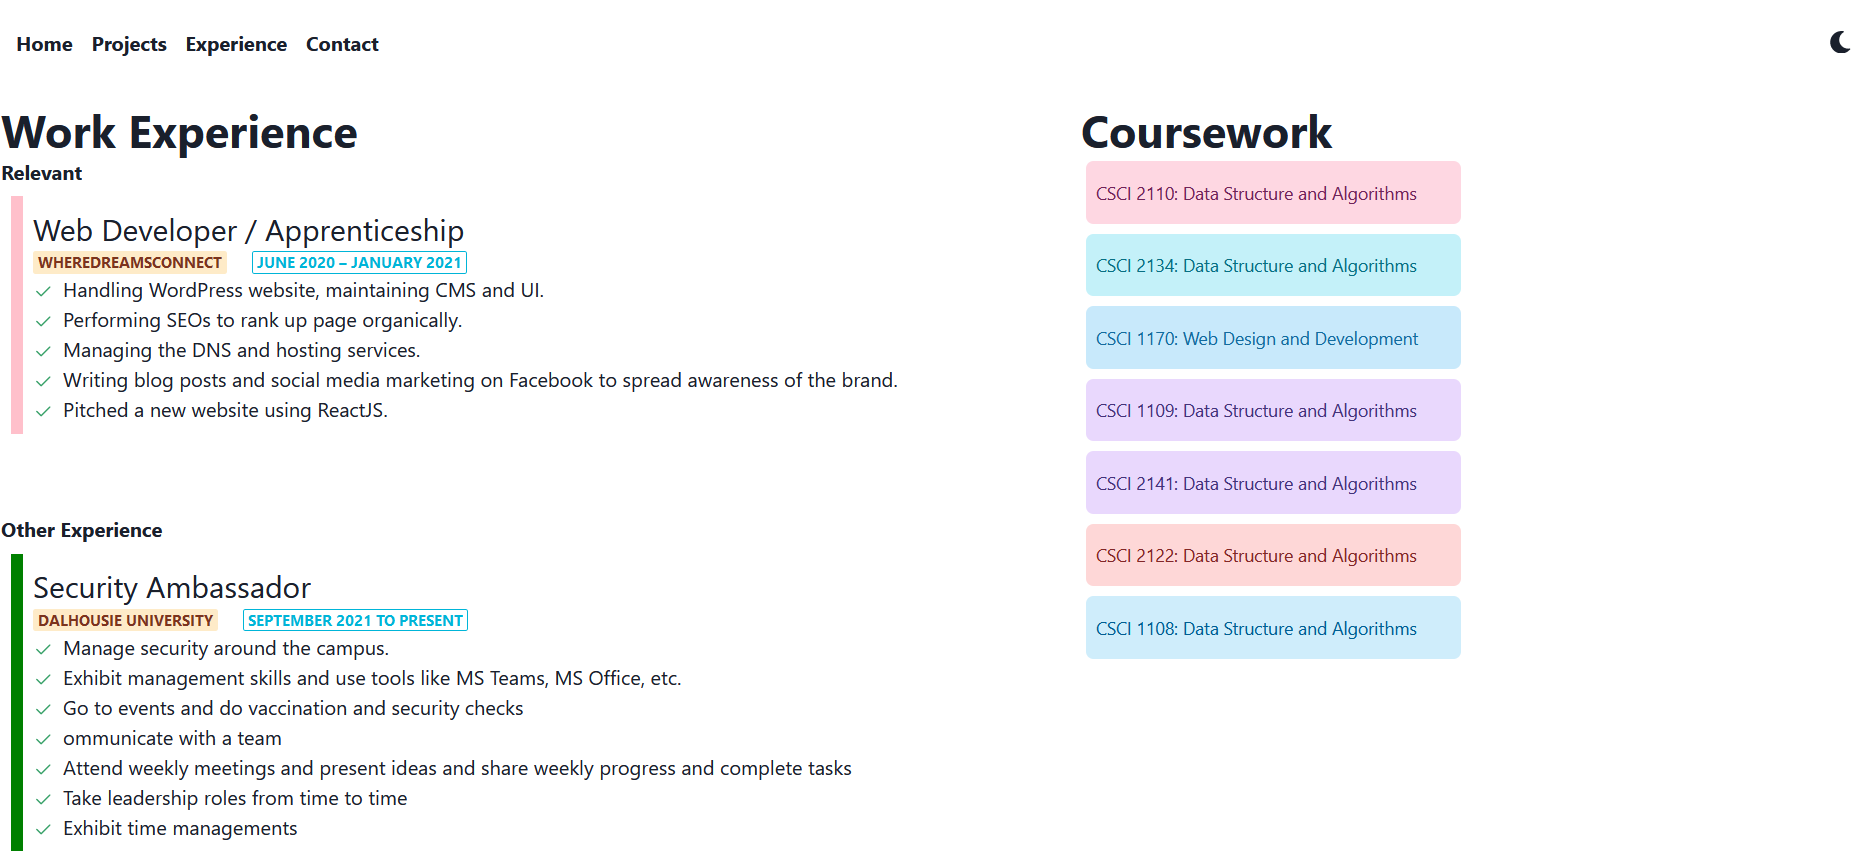 Home Projects Experience Contact
Work Experience
Relevant
Web Developer / Apprenticeship
WHEREDREAMSCONNECT JUNE 2020 – JANUARY 2021
Handling WordPress website, maintaining CMS and UI.
Performing SEOs to rank up page organically.
Managing the DNS and hosting services.
Writing blog posts and social media marketing on Facebook to spread awareness of the brand.
Pitched a new website using ReactJS.
Other Experience
Security Ambassador
DALHOUSIE UNIVERSITY SEPTEMBER 2021 TO PRESENT
Manage security around the campus.
Exhibit management skills and use tools like MS Teams, MS Office, etc.
Go to events and do vaccination and security checks
ommunicate with a team
Attend weekly meetings and present ideas and share weekly progress and complete tasks
Take leadership roles from time to time
Exhibit time managements
Coursework
CSCI 2110: Data Structure and Algorithms
CSCI 2134: Data Structure and Algorithms
CSCI 1170: Web Design and Development
CSCI 1109: Data Structure and Algorithms
CSCI 2141: Data Structure and Algorithms
CSCI 2122: Data Structure and Algorithms
CSCI 1108: Data Structure and Algorithms